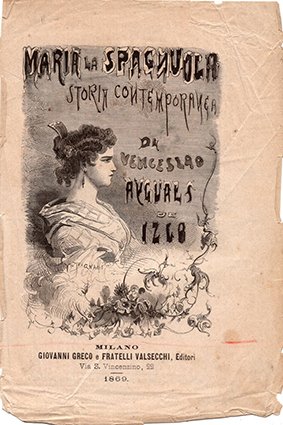 MARIA LA SPAGNUOLA
STORIA CONTEMPORANEA
DA
VENCESLAO
AYGUALS
DE
IZCO
MILANO
GIOVANNI GRECO e FRATELLI VALSECCHI, Editori
Via S. Vincenzino, 22
1869.